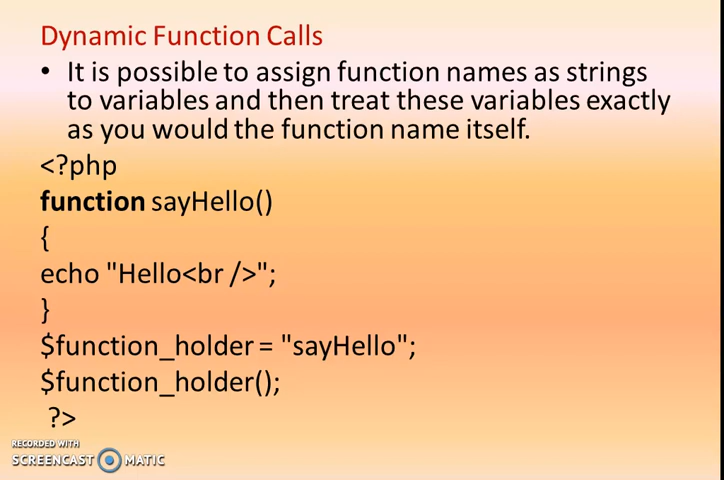 Dynamic Function Calls
• It is possible to assign function names as strings
to variables and then treat these variables exactly
as you would the function name itself.
<?php
function sayHello()
{
echo "Hello<br />";
}
$function_holder = "sayHello";
$function_holder();
?>
RECORDED WITH
SCREENCAST MATIC